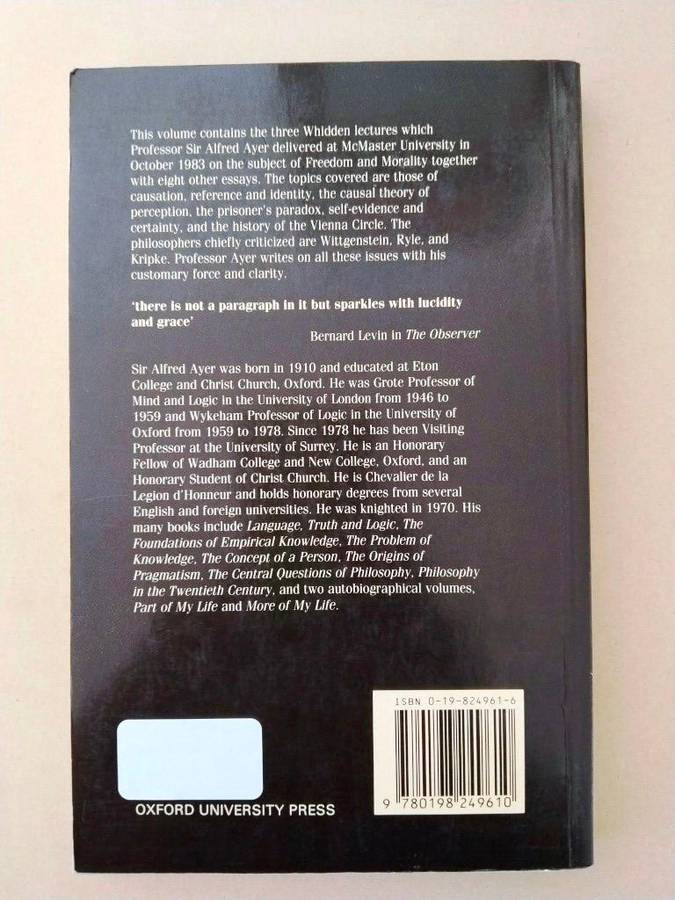 This volume contains the three Whidden lectures which
Professor Sir Alfred Ayer delivered at McMaster University in
October 1983 on the subject of Freedom and Morality together
with eight other essays. The topics covered are those of
causation, reference and identity, the causal theory of
perception, the prisoner's paradox, self-evidence and
certainty, and the history of the Vienna Circle. The
philosophers chiefly criticized are Wittgenstein, Ryle, and
Kripke. Professor Ayer writes on all these issues with his
customary force and clarity.
'there is not a paragraph in it but sparkles with lucidity
and grace'
Bernard Levin in The Observer
Sir Alfred Ayer was born in 1910 and educated at Eton
College and Christ Church, Oxford. He was Grote Professor of
Mind and Logic in the University of London from 1946 to
1959 and Wykeham Professor of Logic in the University of
Oxford from 1959 to 1978. Since 1978 he has been Visiting
Professor at the University of Surrey. He is an Honorary
Fellow of Wadham College and New College, Oxford, and an
Honorary Student of Christ Church. He is Chevalier de la
Legion d'Honneur and holds honorary degrees from several
English and foreign universities. He was knighted in 1970. His
many books include Language, Truth and Logic, The
Foundations of Empirical Knowledge, The Problem of
Knowledge, The Concept of a Person, The Origins of
Pragmatism, The Central Questions of Philosophy, Philosophy
in the Twentieth Century, and two autobiographical volumes,
Part of My Life and More of My Life.
ISBN 0-19-824961-6
9 780198 249610
OXFORD UNIVERSITY PRESS